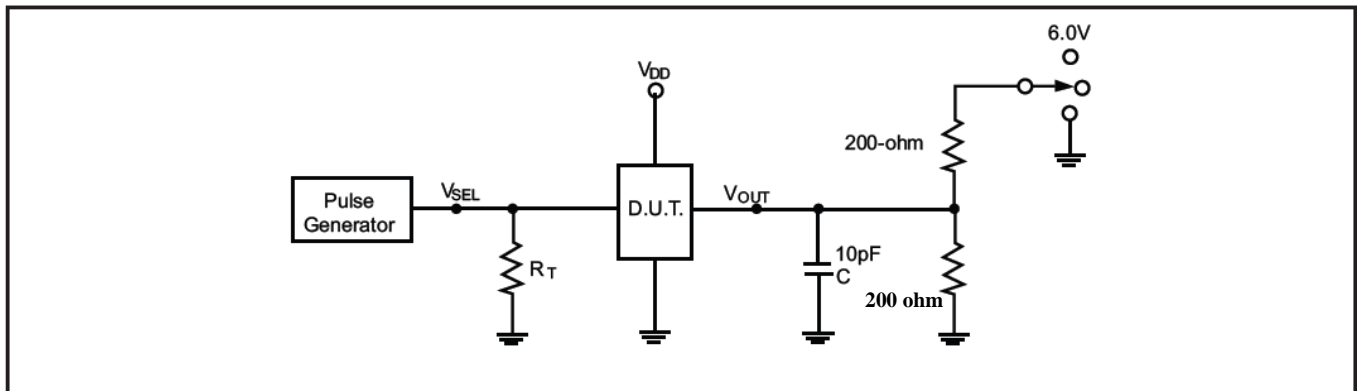 6.0V
VDD
200-ohm
Pulse
Generator
VSEL
D.U.T.
VOUT
RT
10pF
C
200 ohm